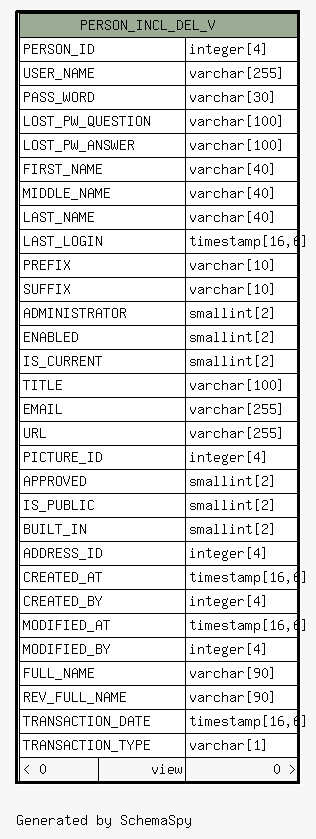 PERSON_INCL_DEL_V
PERSON_ID integer[4]
USER_NAME varchar[255]
PASS_WORD varchar[30]
LOST_PW_QUESTION varchar[100]
LOST_PW_ANSWER varchar[100]
FIRST_NAME varchar[40]
MIDDLE_NAME varchar[40]
LAST_NAME varchar[40]
LAST_LOGIN timestamp[16,6]
PREFIX varchar[10]
SUFFIX varchar[10]
ADMINISTRATOR smallint[2]
ENABLED smallint[2]
IS_CURRENT smallint[2]
TITLE varchar[100]
EMAIL varchar[255]
URL varchar[255]
PICTURE_ID integer[4]
APPROVED smallint[2]
IS_PUBLIC smallint[2]
BUILT_IN smallint[2]
ADDRESS_ID integer[4]
CREATED_AT timestamp[16,6]
CREATED_BY integer[4]
MODIFIED_AT timestamp[16,6]
MODIFIED_BY integer[4]
FULL_NAME varchar[90]
REV_FULL_NAME varchar[90]
TRANSACTION_DATE timestamp[16,6]
TRANSACTION_TYPE varchar[1]
< 0 view 0 >
Generated by SchemaSpy